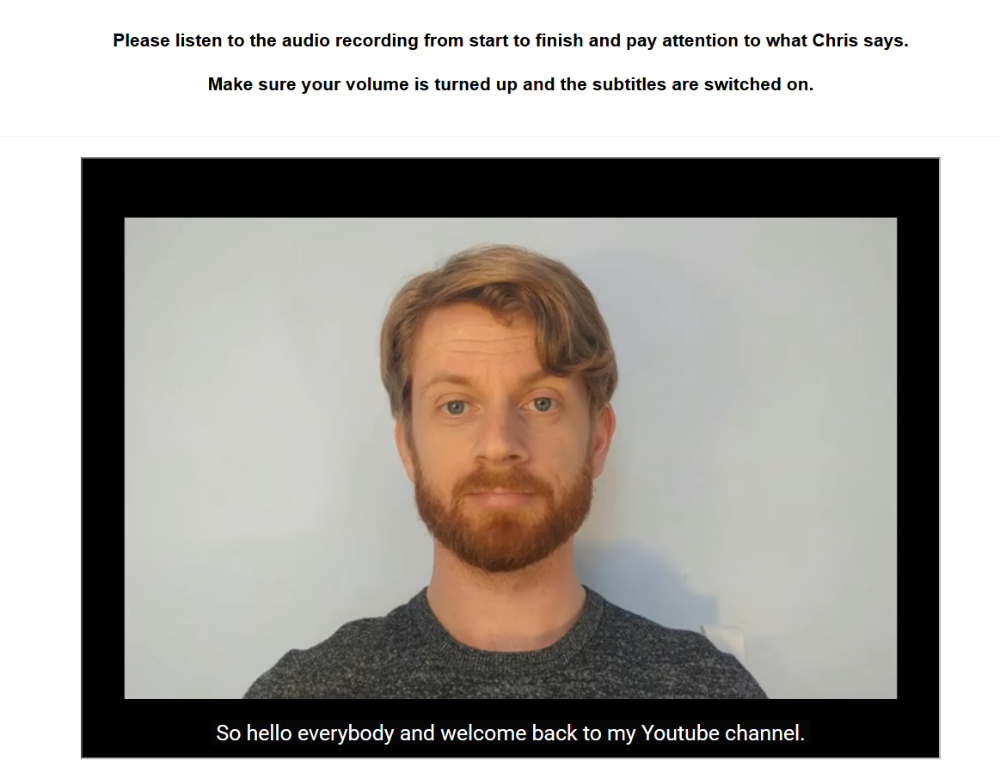 Please listen to the audio recording from start to finish and pay attention to what Chris says.
Make sure your volume is turned up and the subtitles are switched on.
So hello everybody and welcome back to my Youtube channel.